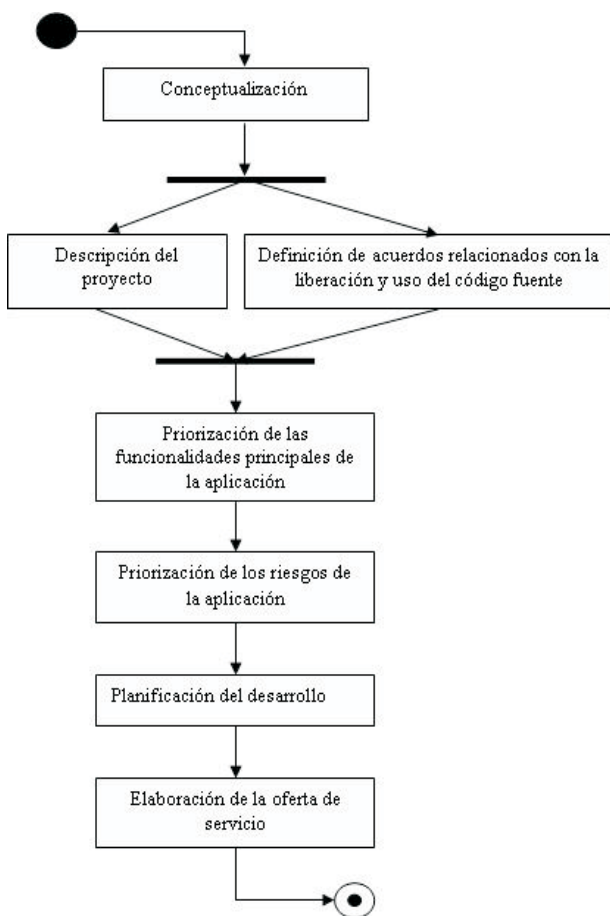 Conceptualización
Descripción del
proyecto
Definición de acuerdos relacionados con la
liberación y uso del código fuente
Priorización de las
funcionalidades principales de
la aplicación
Priorización de los riesgos de
la aplicación
Planificación del desarrollo
Elaboración de la oferta de
servicio